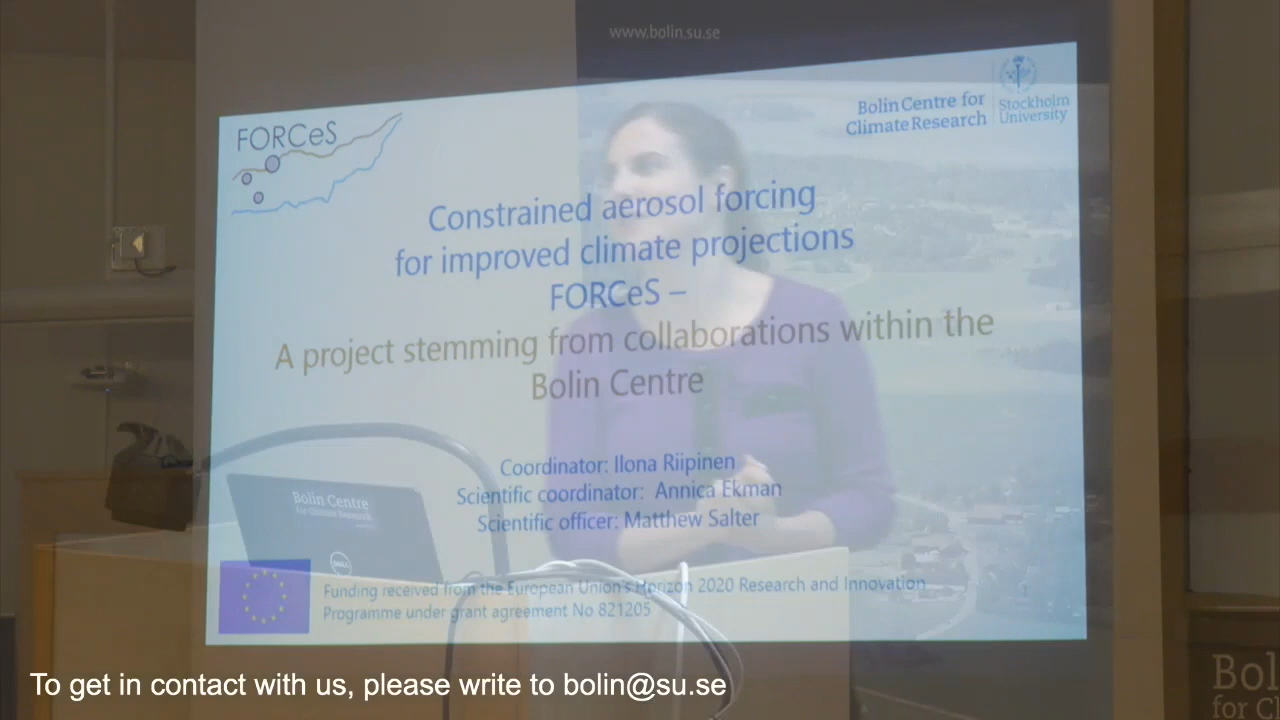 www.bolin.su.se
FORCeS
Bolin Centre for
Climate Research
Stockholm
University
Constrained aerosol forcing
for improved climate projections
FORCeS –
A project stemming from collaborations within the
Bolin Centre
Coordinator: Ilona Riipinen
Scientific coordinator: Annica Ekman
Scientific officer: Matthew Salter
Bolin Centre
for Climate Research
DELL
Funding received from the European Union's Horizon 2020 Research and Innovation
Programme under grant agreement No 821205
To get in contact with us, please write to bolin@su.se
Bol
for C